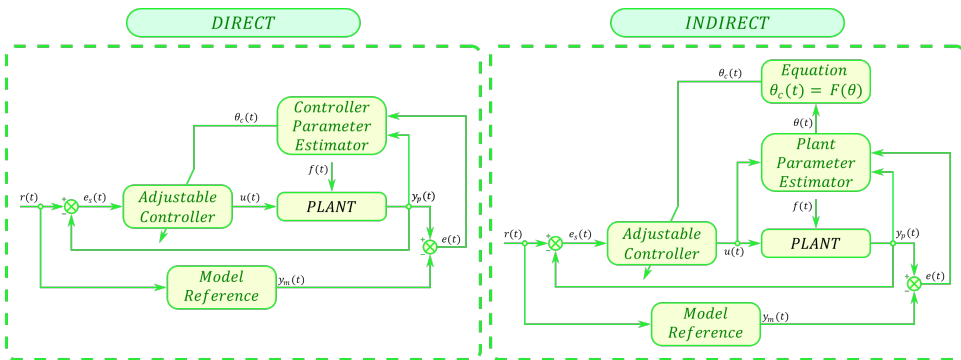 DIRECT
θc(t)
Controller
Parameter
Estimator
f(t)
r(t)
+
−
es(t)
Adjustable
Controller
u(t)
PLANT
yp(t)
+
−
e(t)
Model
Reference
ym(t)
INDIRECT
θc(t)
Equation
θc(t) = F(θ)
θ(t)
Plant
Parameter
Estimator
f(t)
r(t)
+
−
es(t)
Adjustable
Controller
u(t)
PLANT
yp(t)
+
−
e(t)
Model
Reference
ym(t)